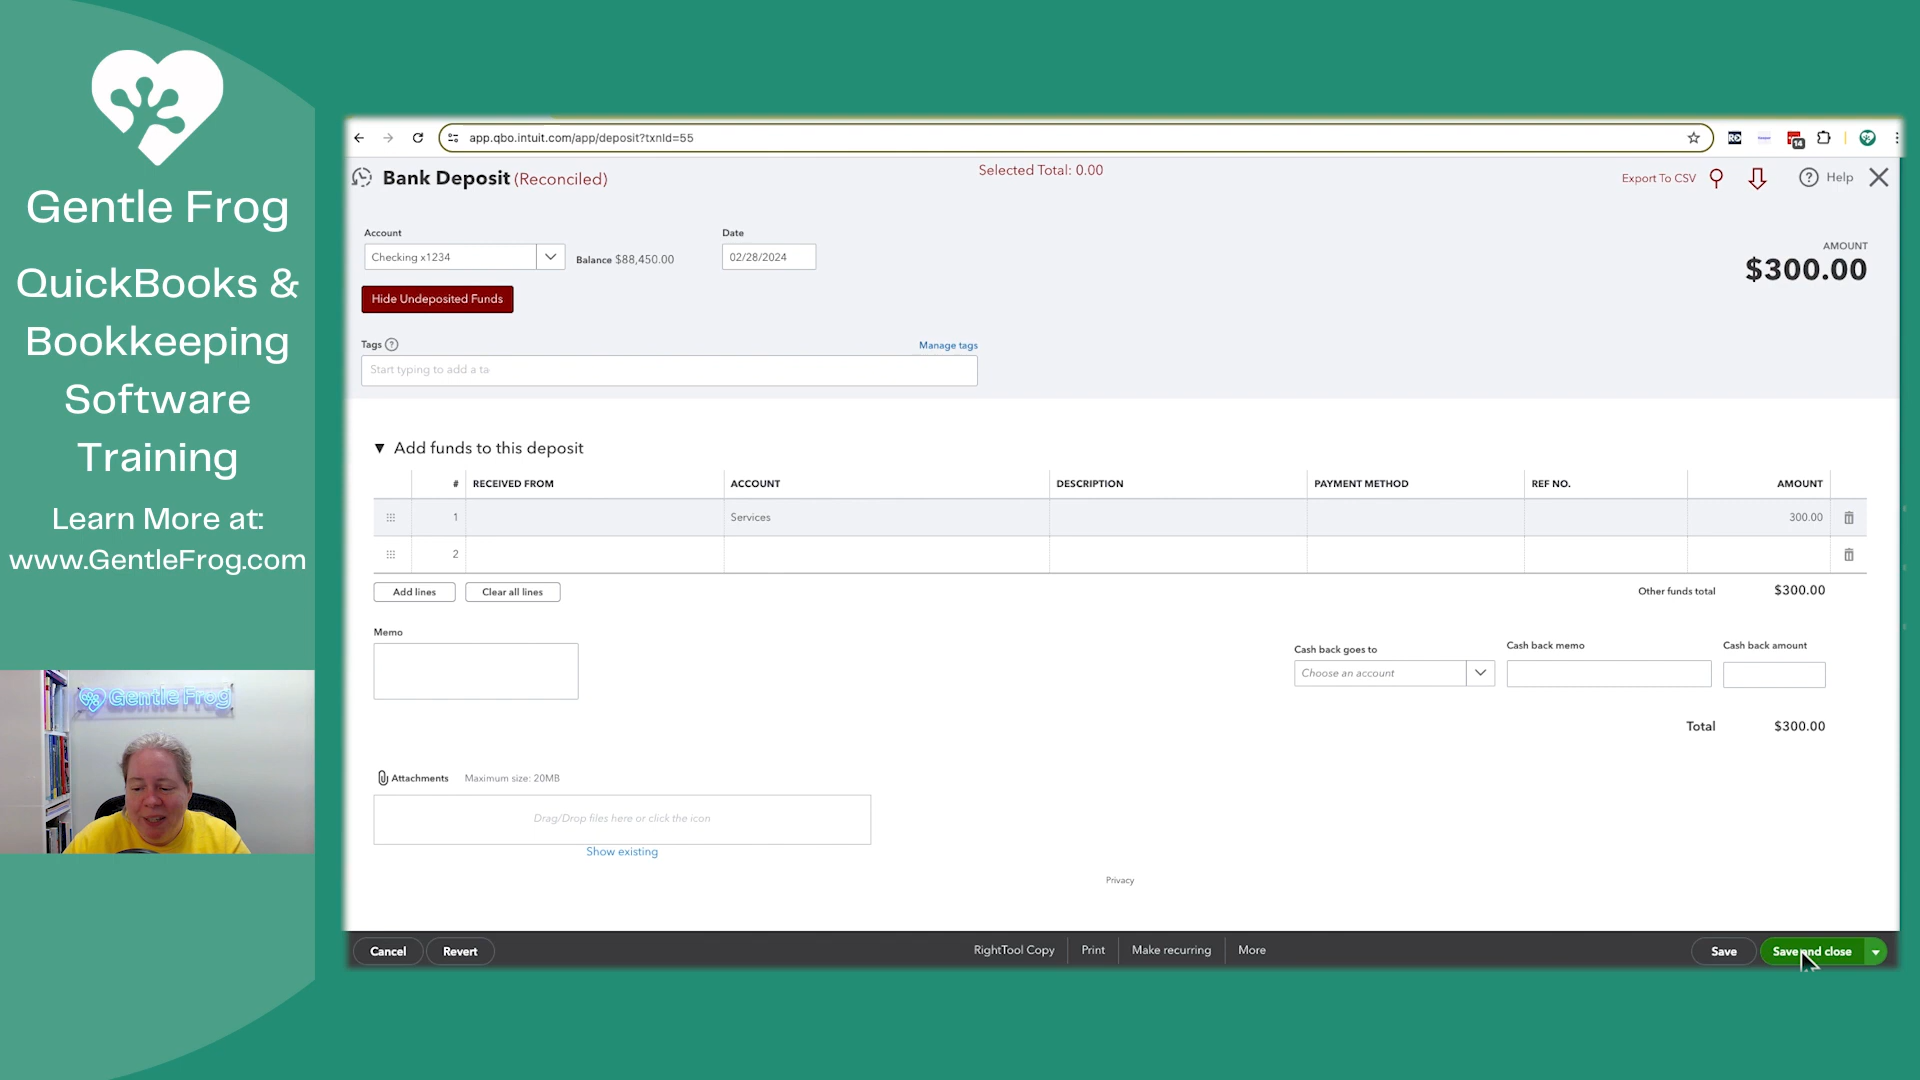 Gentle Frog
QuickBooks &
Bookkeeping
Software
Training
Learn More at:
www.GentleFrog.com
Gentle Frog
app.qbo.intuit.com/app/deposit?txnId=55
14
Bank Deposit (Reconciled)
Selected Total: 0.00
Export To CSV
Help
Account
Checking x1234
Balance $88,450.00
Date
02/28/2024
AMOUNT
$300.00
Hide Undeposited Funds
Tags
Manage tags
Start typing to add a ta
Add funds to this deposit
# RECEIVED FROM ACCOUNT DESCRIPTION PAYMENT METHOD REF NO. AMOUNT
1 Services 300.00
2
Add lines
Clear all lines
Other funds total $300.00
Memo
Cash back goes to
Choose an account
Cash back memo
Cash back amount
Total $300.00
Attachments Maximum size: 20MB
Drag/Drop files here or click the icon
Show existing
Privacy
Cancel
Revert
RightTool Copy
Print
Make recurring
More
Save
Save and close